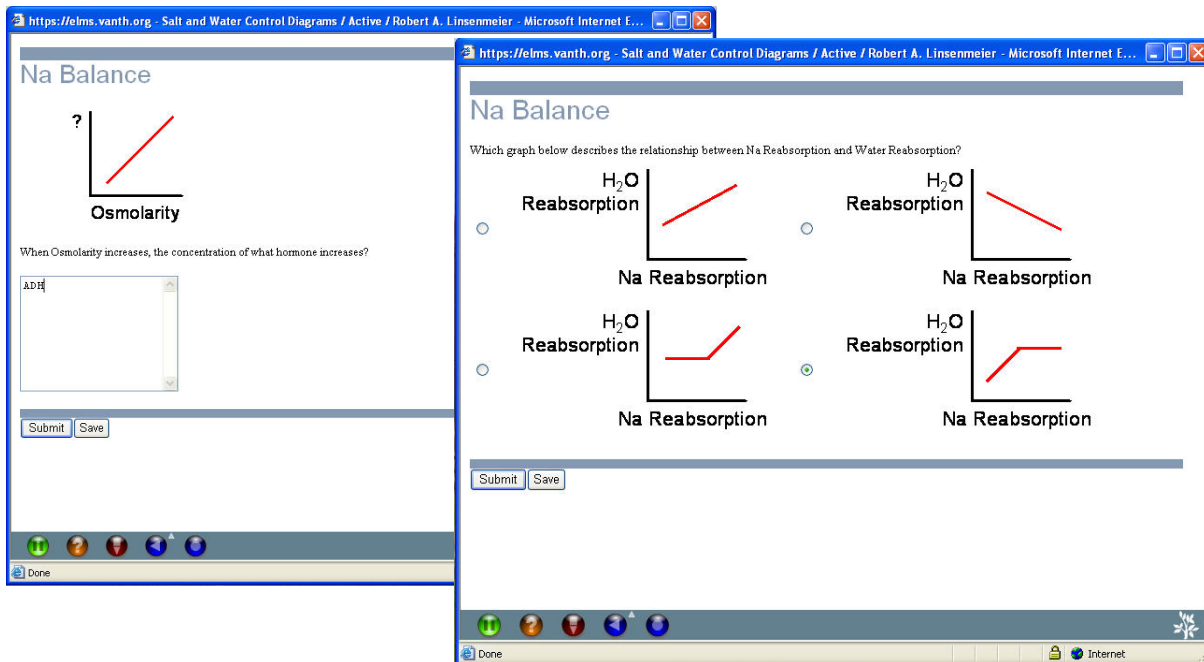 https://elms.vanth.org - Salt and Water Control Diagrams / Active / Robert A. Linsenmeier - Microsoft Internet E...
Na Balance
?
Osmolarity
When Osmolarity increases, the concentration of what hormone increases?
ADH
Submit Save
Done
https://elms.vanth.org - Salt and Water Control Diagrams / Active / Robert A. Linsenmeier - Microsoft Internet E...
Na Balance
Which graph below describes the relationship between Na Reabsorption and Water Reabsorption?
H₂O
Reabsorption
Na Reabsorption
H₂O
Reabsorption
Na Reabsorption
H₂O
Reabsorption
Na Reabsorption
H₂O
Reabsorption
Na Reabsorption
Submit Save
Done
Internet